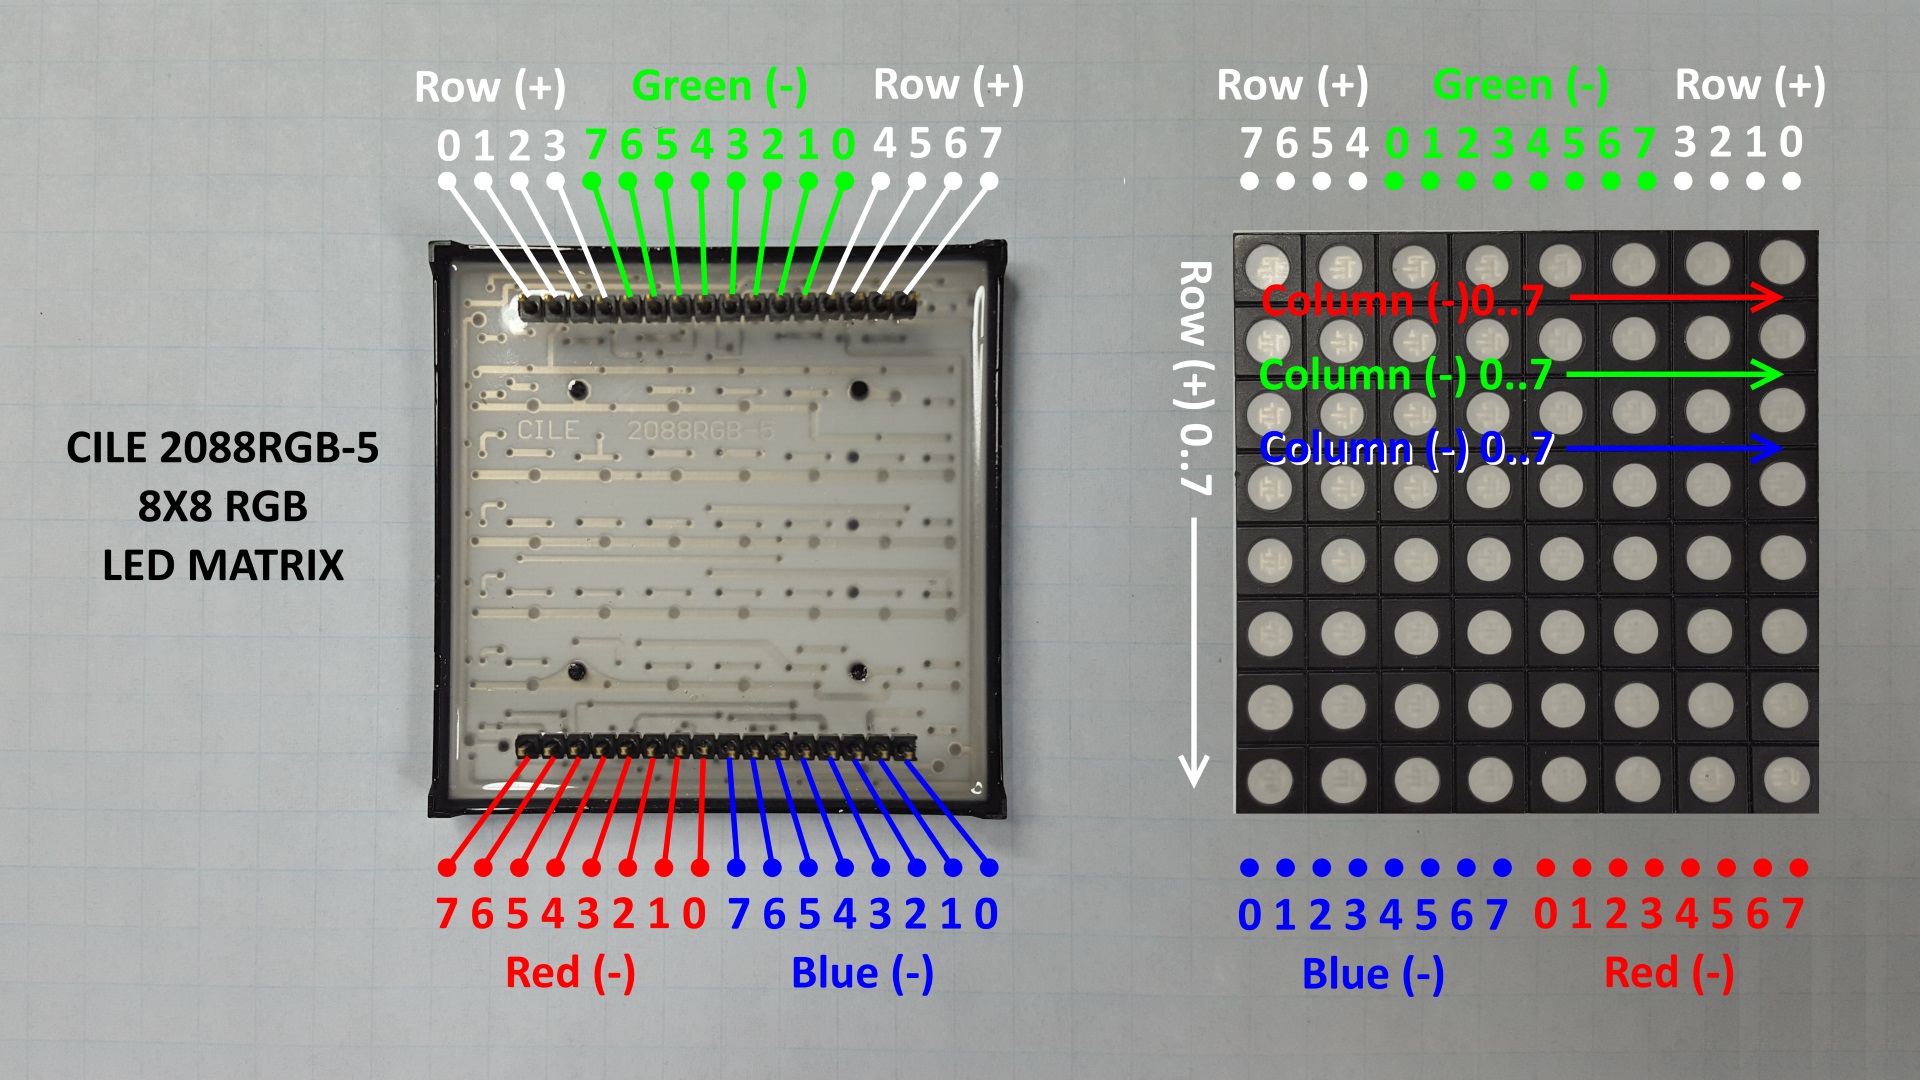 Row (+) Green (-) Row (+)
0 1 2 3 7 6 5 4 3 2 1 0 4 5 6 7
CILE 2088RGB-5
CILE 2088RGB-5
8X8 RGB
LED MATRIX
7 6 5 4 3 2 1 0 7 6 5 4 3 2 1 0
Red (-) Blue (-)
Row (+) Green (-) Row (+)
7 6 5 4 0 1 2 3 4 5 6 7 3 2 1 0
Row (+) 0..7
Column (-)0..7
Column (-) 0..7
Column (-) 0..7
0 1 2 3 4 5 6 7 0 1 2 3 4 5 6 7
Blue (-) Red (-)